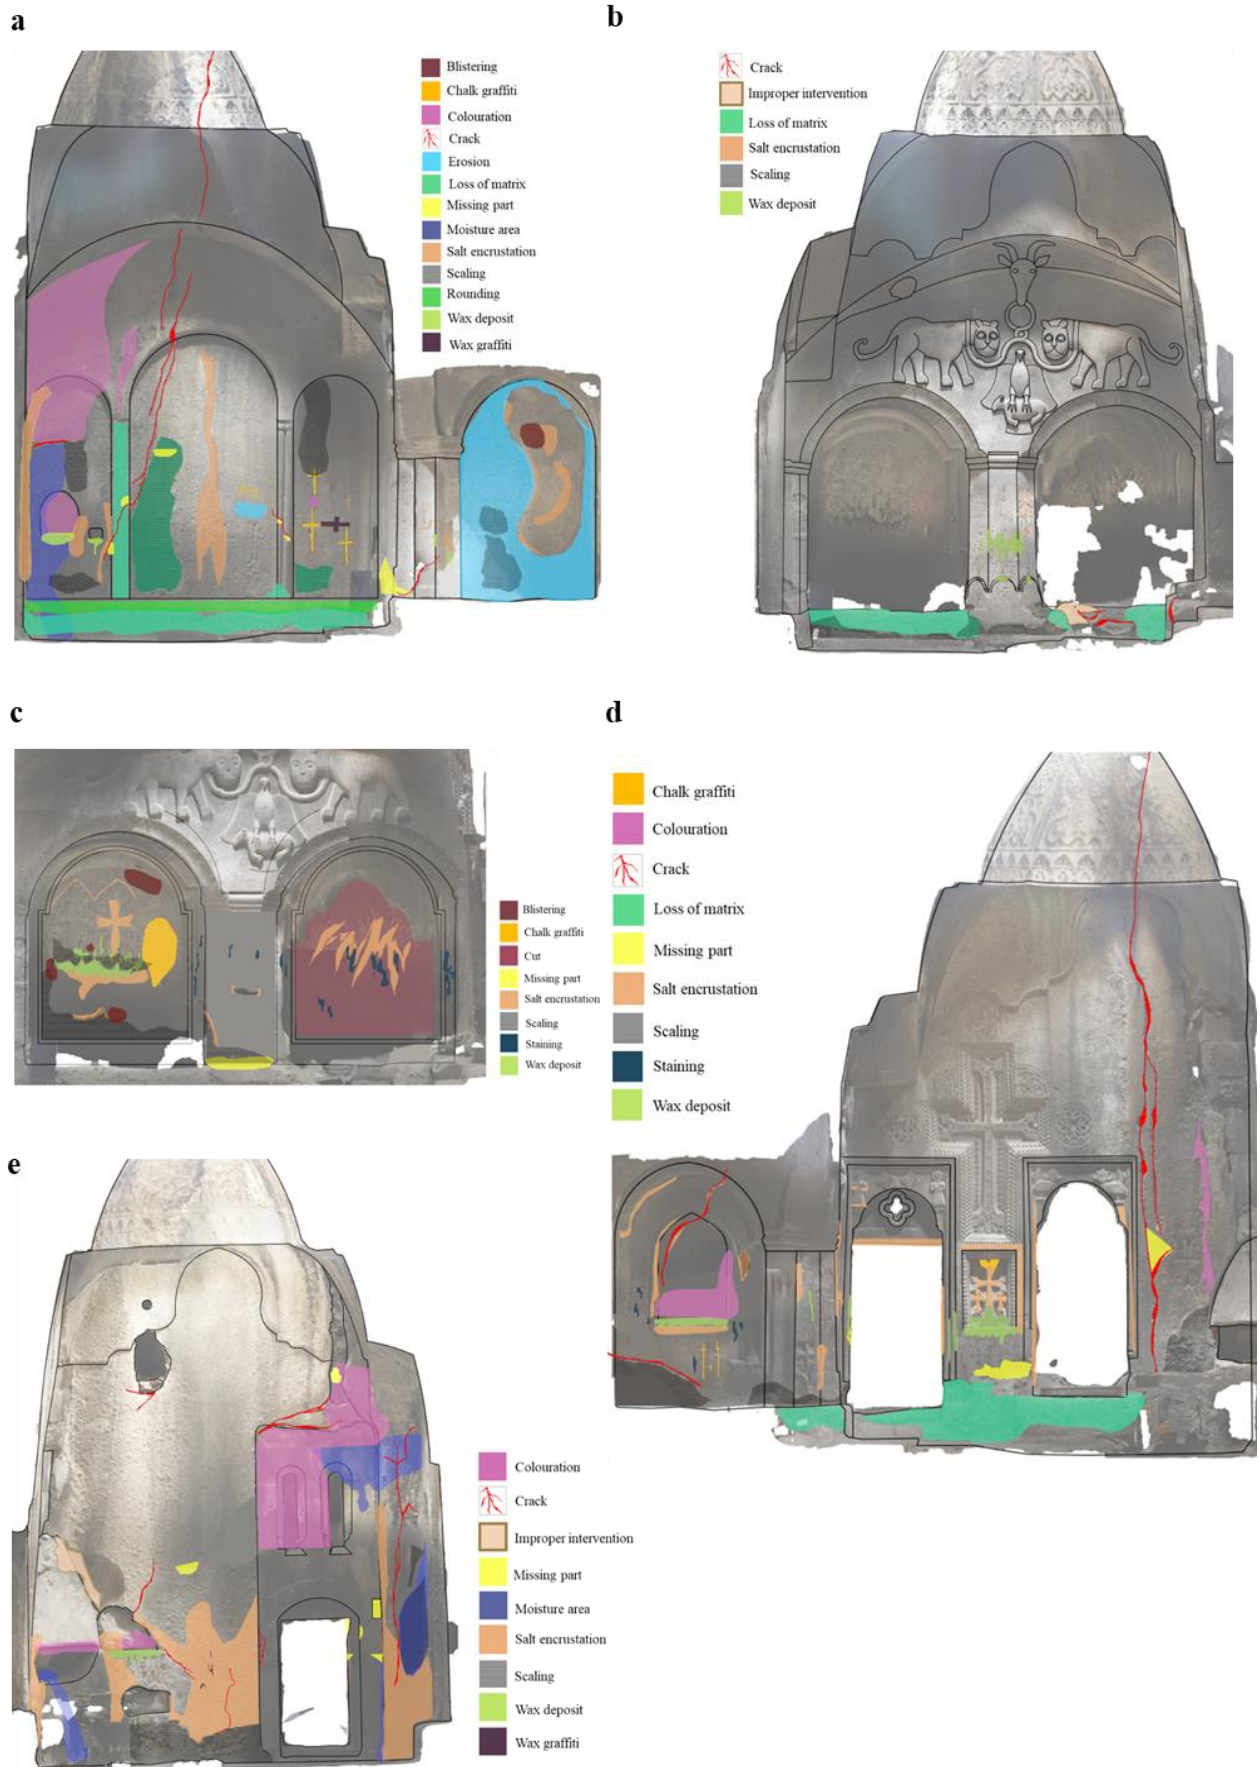 a
Blistering
Chalk graffiti
Colouration
Crack
Erosion
Loss of matrix
Missing part
Moisture area
Salt encrustation
Scaling
Rounding
Wax deposit
Wax graffiti
b
Crack
Improper intervention
Loss of matrix
Salt encrustation
Scaling
Wax deposit
c
Blistering
Chalk graffiti
Cut
Missing part
Salt encrustation
Scaling
Staining
Wax deposit
d
Chalk graffiti
Colouration
Crack
Loss of matrix
Missing part
Salt encrustation
Scaling
Staining
Wax deposit
e
Colouration
Crack
Improper intervention
Missing part
Moisture area
Salt encrustation
Scaling
Wax deposit
Wax graffiti